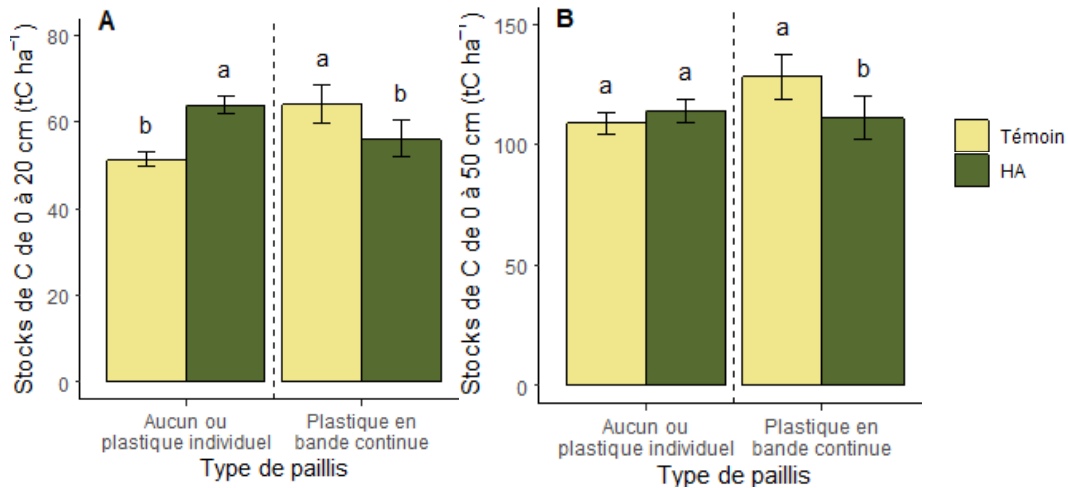 A
Stocks de C de 0 à 20 cm (tC ha⁻¹)
80
60
40
20
0
b
a
a
b
Aucun ou
plastique individuel
Plastique en
bande continue
Type de paillis
B
Stocks de C de 0 à 50 cm (tC ha⁻¹)
150
100
50
0
a
a
a
b
Aucun ou
plastique individuel
Plastique en
bande continue
Type de paillis
Témoin
HA